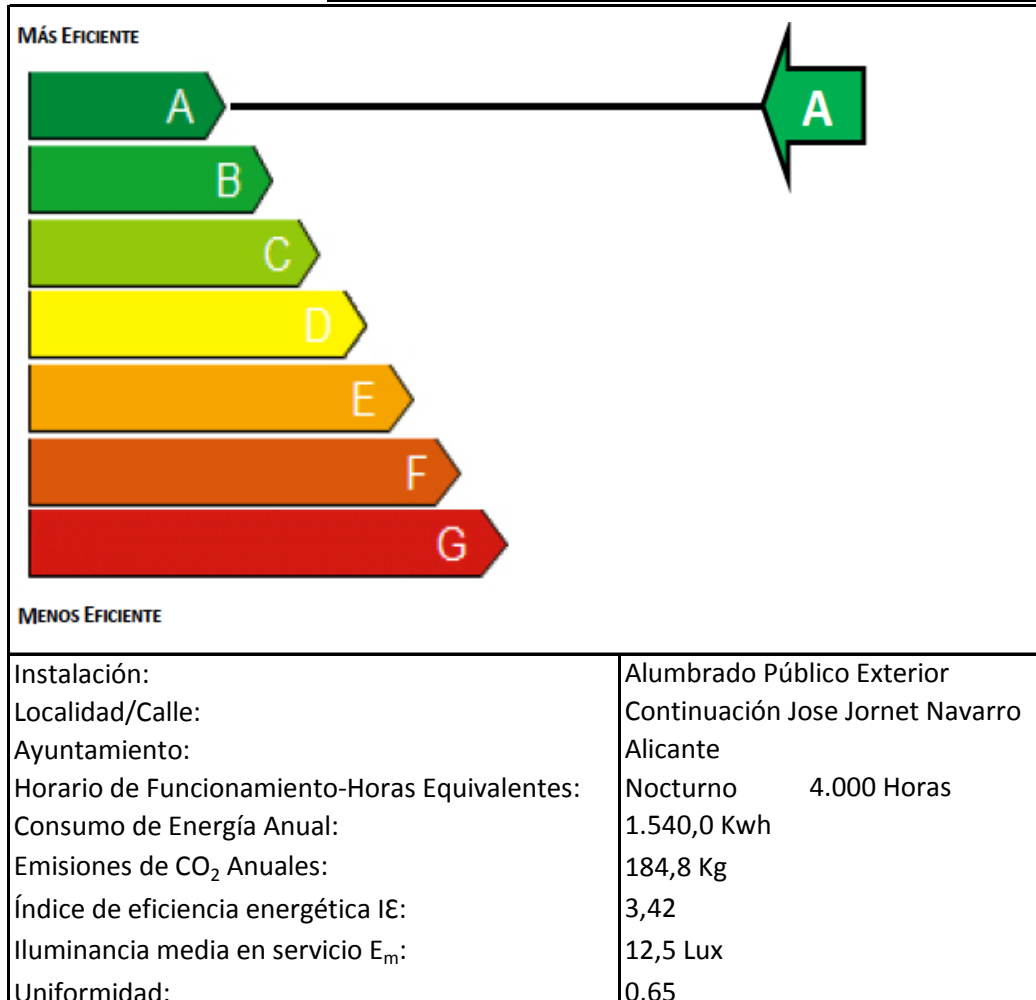 MÁS EFICIENTE
A A
B
C
D
E
F
G
MENOS EFICIENTE
Instalación: Alumbrado Público Exterior
Localidad/Calle: Continuación Jose Jornet Navarro
Ayuntamiento: Alicante
Horario de Funcionamiento-Horas Equivalentes: Nocturno 4.000 Horas
Consumo de Energía Anual: 1.540,0 Kwh
Emisiones de CO₂ Anuales: 184,8 Kg
Índice de eficiencia energética IƐ: 3,42
Iluminancia media en servicio Eₘ: 12,5 Lux
Uniformidad: 0,65